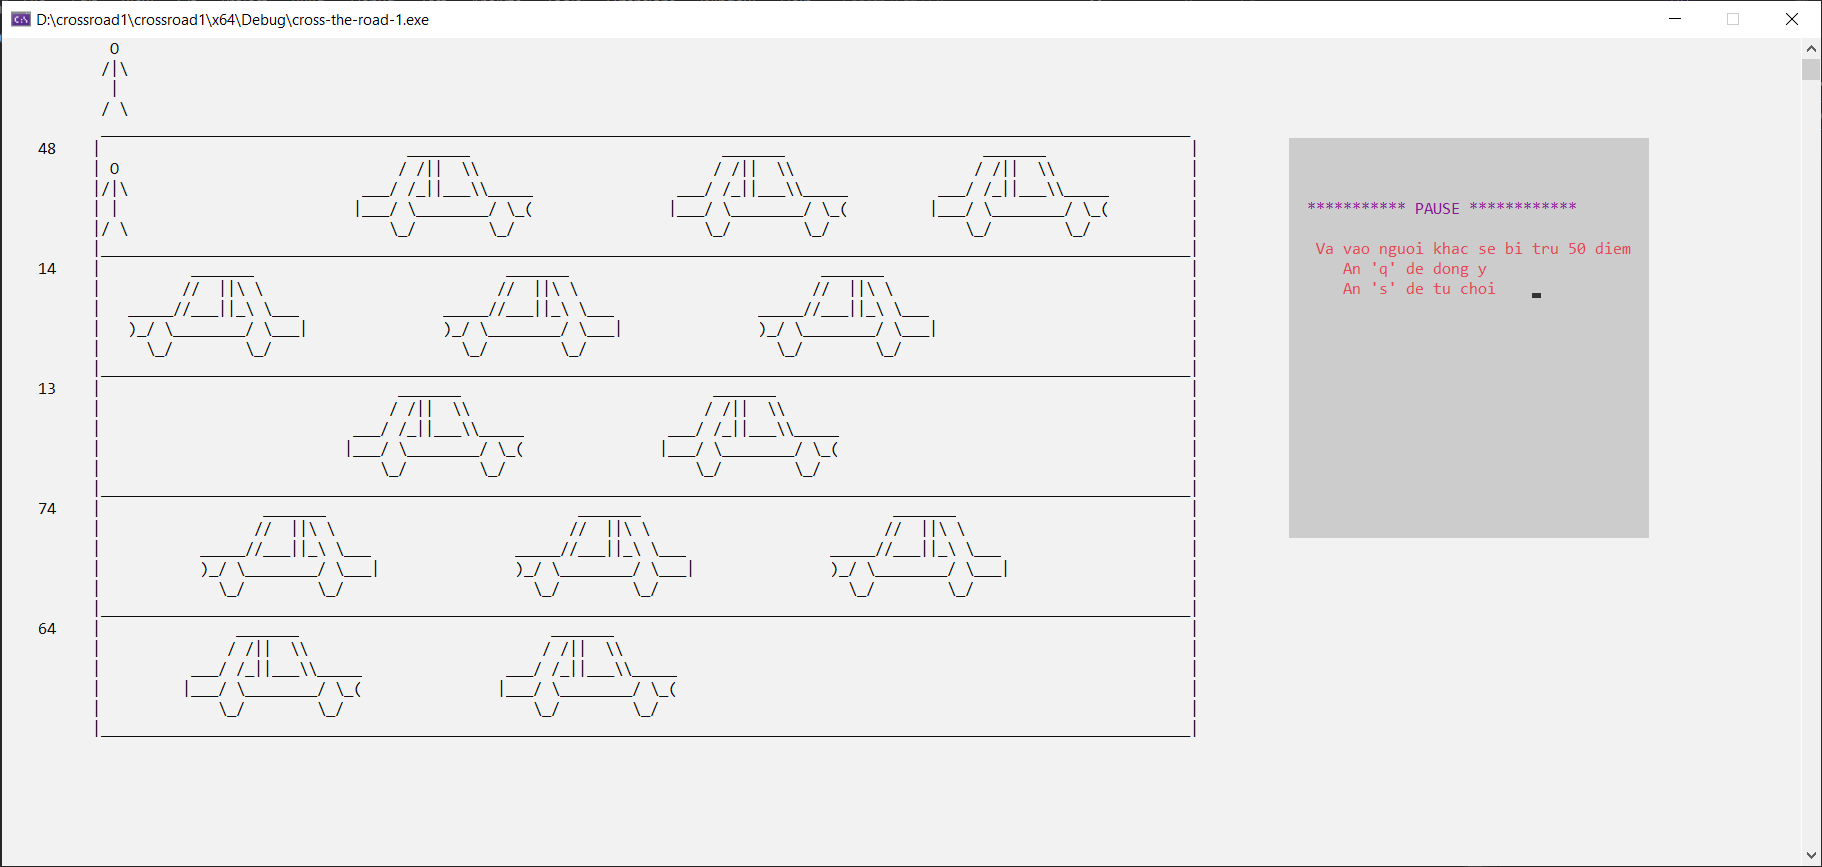 D:\crossroad1\crossroad1\x64\Debug\cross-the-road-1.exe
48
14
13
74
64
*********** PAUSE ************
Va vao nguoi khac se bi tru 50 diem
An 'q' de dong y
An 's' de tu choi